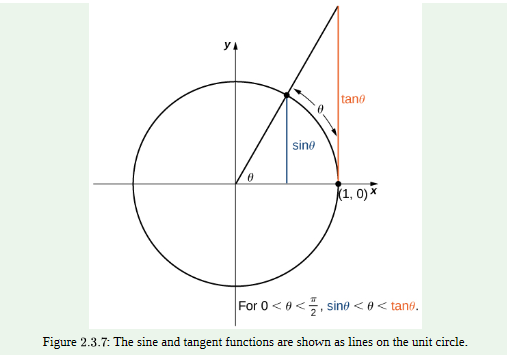 y
tanθ
θ
sinθ
θ
(1, 0) x
For 0 < θ < π/2, sinθ < θ < tanθ.
Figure 2.3.7: The sine and tangent functions are shown as lines on the unit circle.